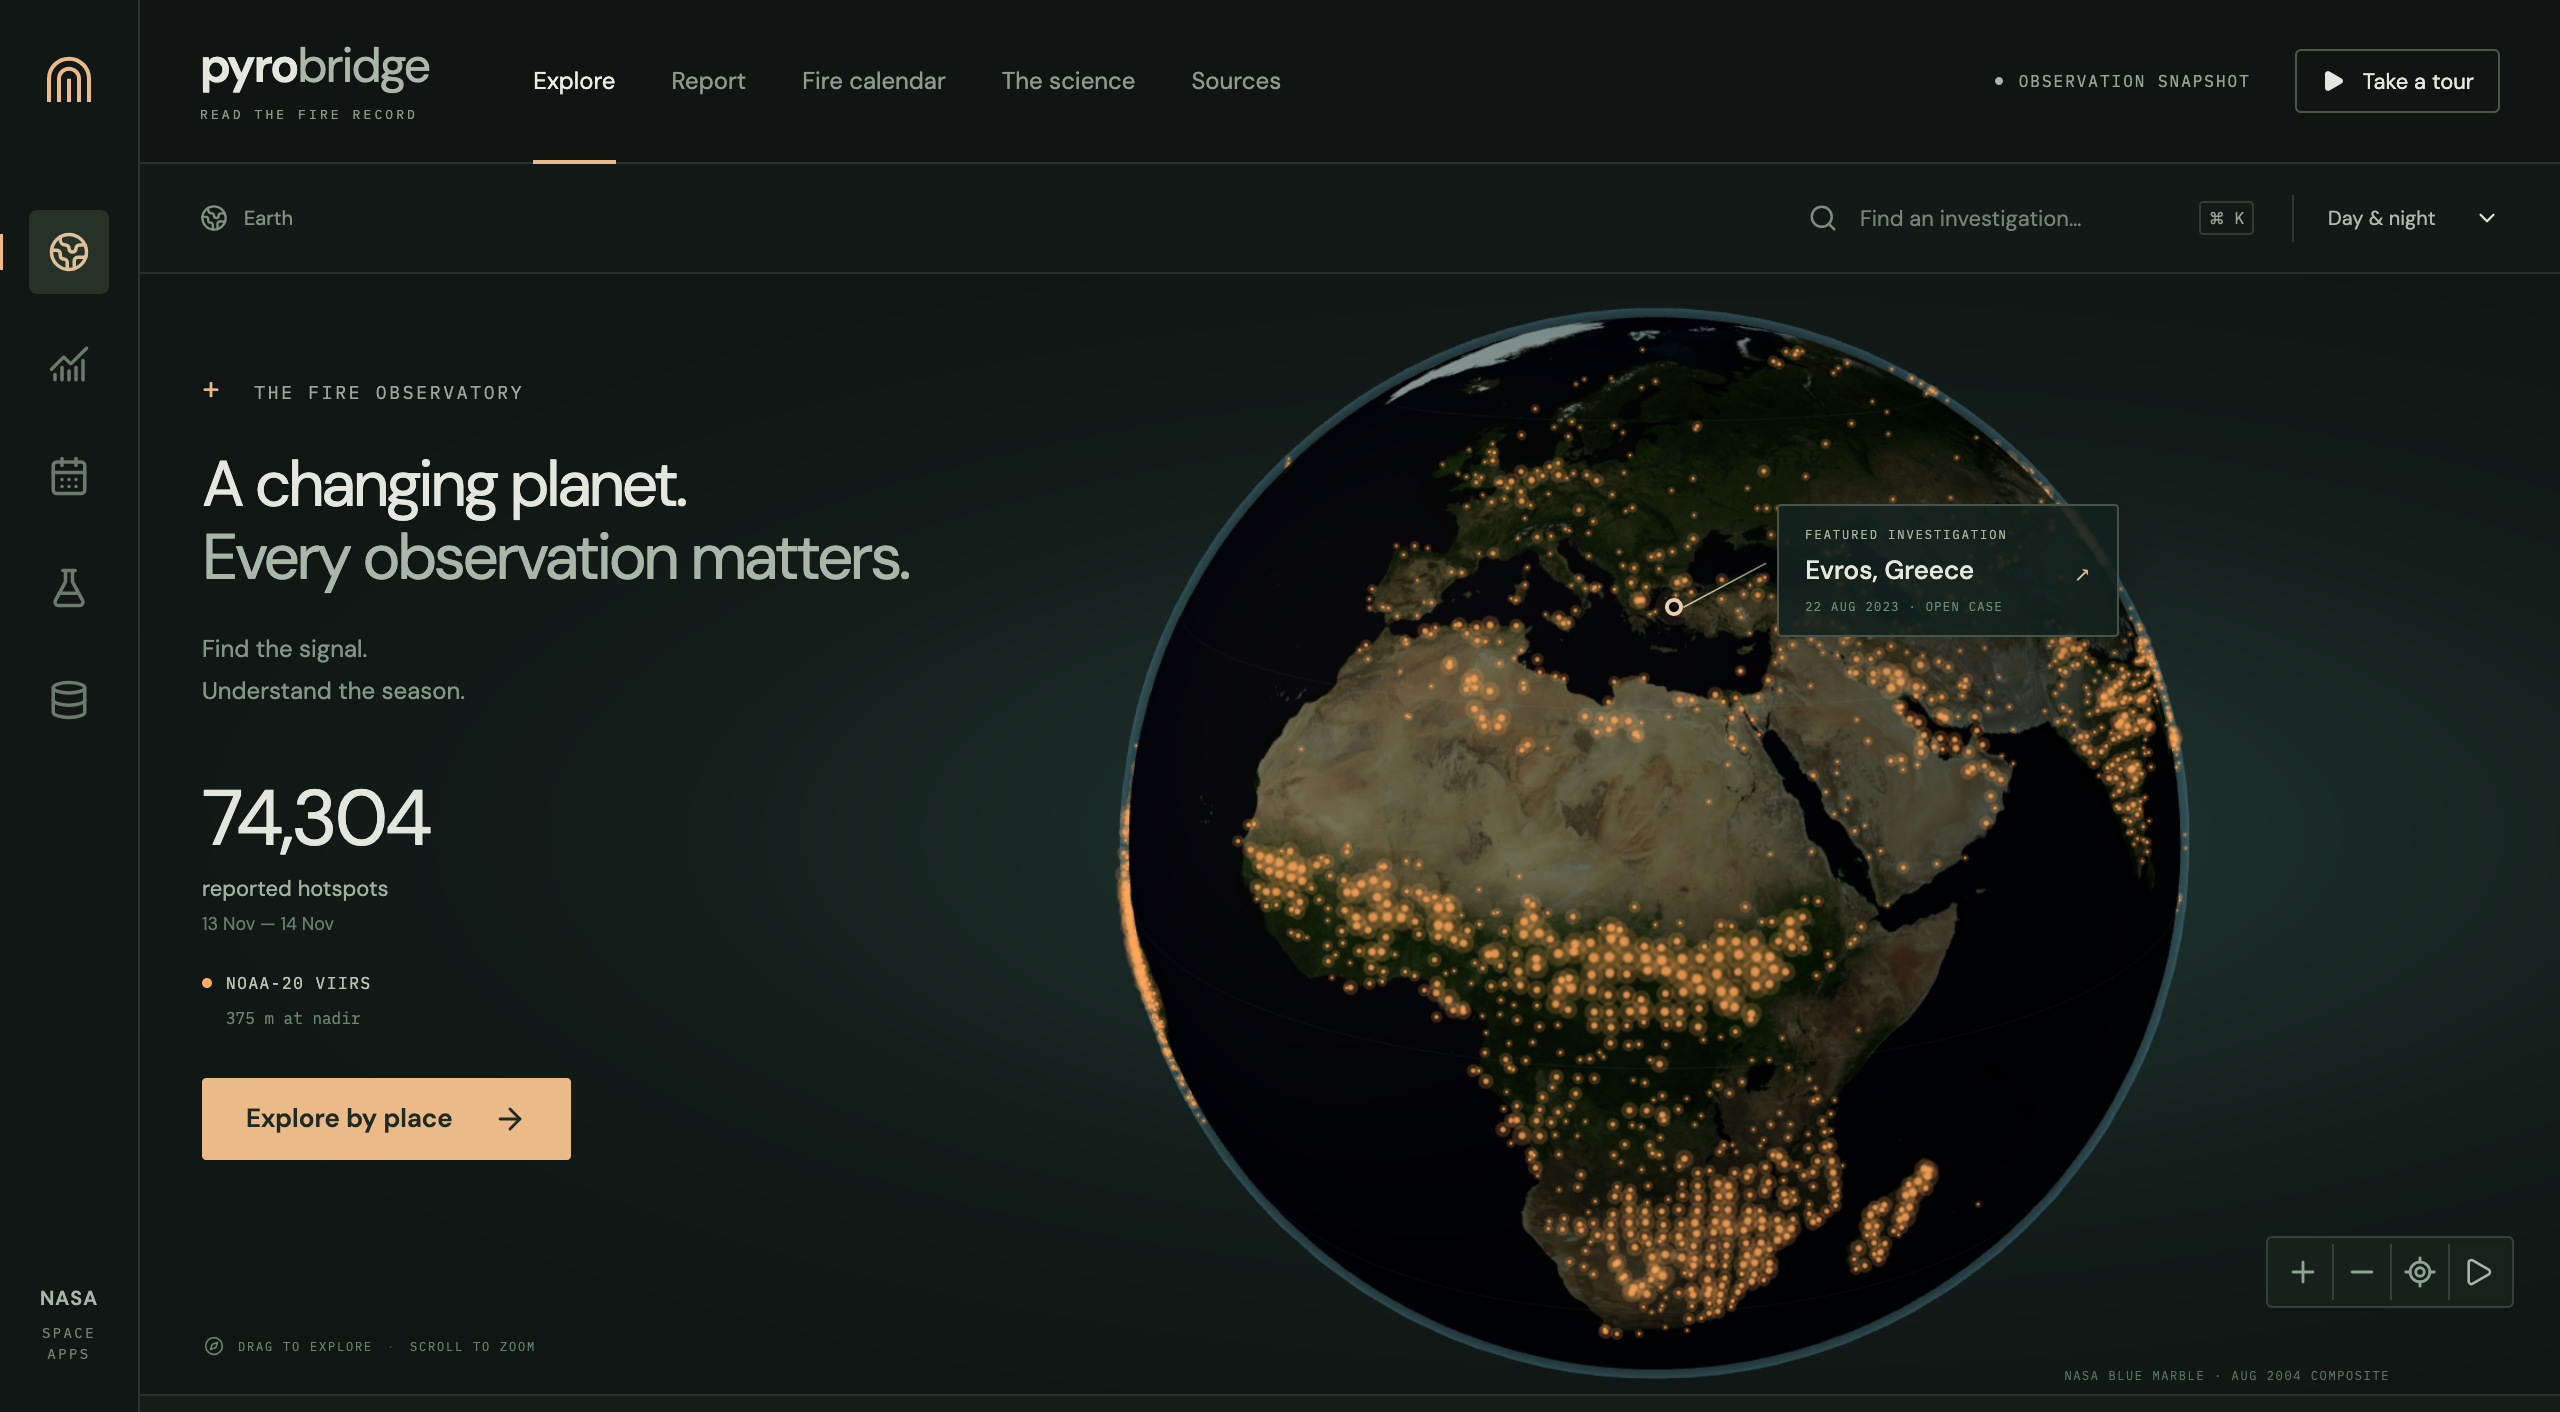 pyrobridge
READ THE FIRE RECORD
Explore
Report
Fire calendar
The science
Sources
OBSERVATION SNAPSHOT
Take a tour
Earth
Find an investigation...
⌘ K
Day & night
+ THE FIRE OBSERVATORY
A changing planet.
Every observation matters.
Find the signal.
Understand the season.
74,304
reported hotspots
13 Nov — 14 Nov
NOAA-20 VIIRS
375 m at nadir
Explore by place →
FEATURED INVESTIGATION
Evros, Greece ↗
22 AUG 2023 · OPEN CASE
NASA
SPACE
APPS
DRAG TO EXPLORE · SCROLL TO ZOOM
NASA BLUE MARBLE · AUG 2004 COMPOSITE